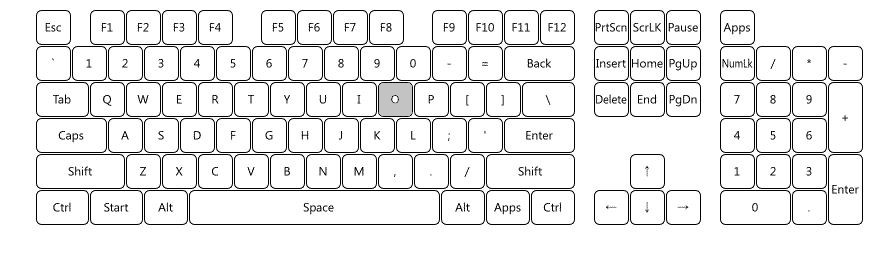 Esc F1 F2 F3 F4 F5 F6 F7 F8 F9 F10 F11 F12 PrtScn ScrLK Pause Apps
` 1 2 3 4 5 6 7 8 9 0 - = Back Insert Home PgUp NumLk / * -
Tab Q W E R T Y U I O P [ ] \ Delete End PgDn 7 8 9 +
Caps A S D F G H J K L ; ' Enter 4 5 6
Shift Z X C V B N M , . / Shift ↑ 1 2 3 Enter
Ctrl Start Alt Space Alt Apps Ctrl ← ↓ → 0 .